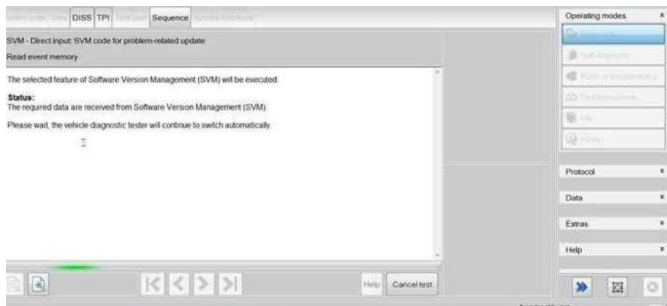 DISS TPI Sequence
Operating modes
SVM - Direct input: SVM code for problem-related update
Read event memory
The selected feature of Software Version Management (SVM) will be executed.
Status:
The required data are received from Software Version Management (SVM)
Please wait, the vehicle diagnostic tester will continue to switch automatically.
Protocol
Data
Extras
Help
Help Cancel test